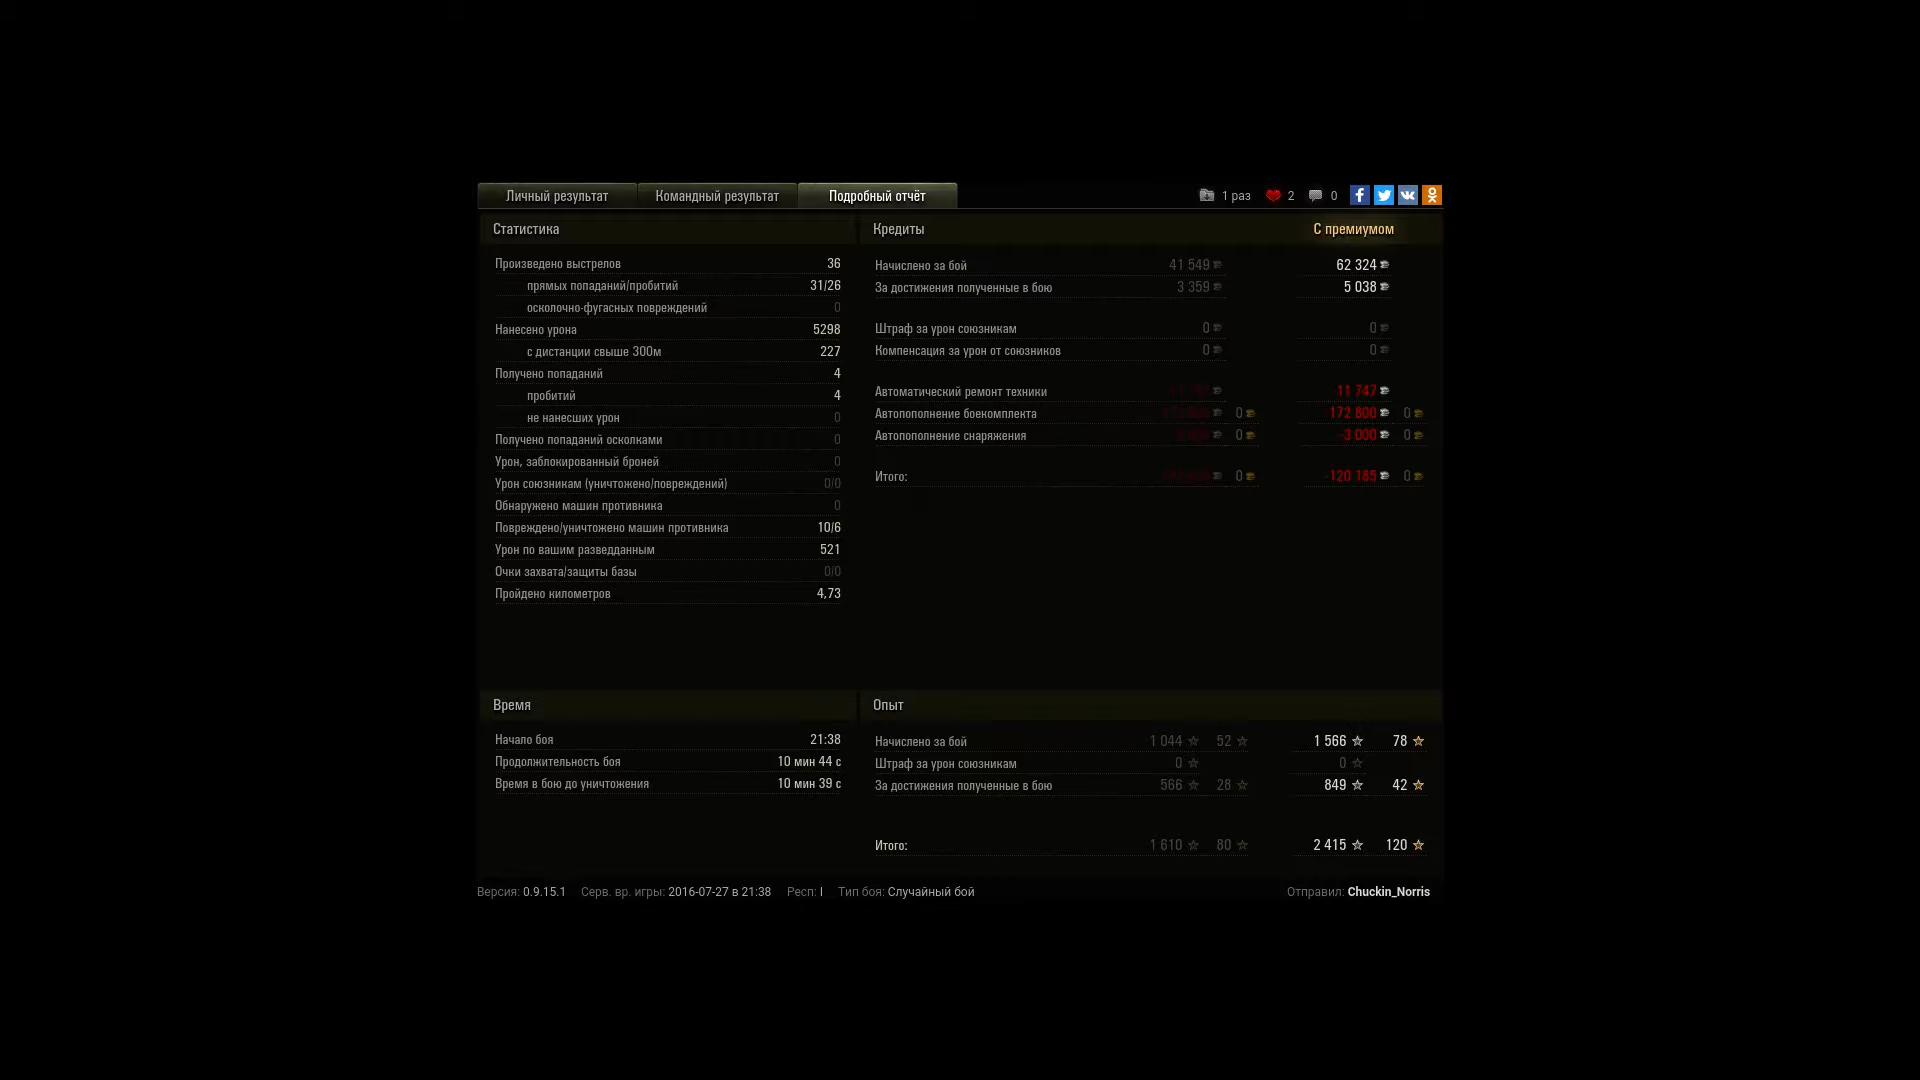 Личный результат Командный результат Подробный отчёт 1 раз 2 0
Статистика
Произведено выстрелов 36
прямых попаданий/пробитий 31/26
осколочно-фугасных повреждений 0
Нанесено урона 5298
с дистанции свыше 300м 227
Получено попаданий 4
пробитий 4
не нанесших урон 0
Получено попаданий осколками 0
Урон, заблокированный броней 0
Урон союзникам (уничтожено/повреждений) 0/0
Обнаружено машин противника 0
Повреждено/уничтожено машин противника 10/6
Урон по вашим разведданным 521
Очки захвата/защиты базы 0/0
Пройдено километров 4,73
Кредиты С премиумом
Начислено за бой 41 549 62 324
За достижения полученные в бою 3 359 5 038
Штраф за урон союзникам 0 0
Компенсация за урон от союзников 0 0
Автоматический ремонт техники -11 747
Автопополнение боекомплекта 0 -172 800 0
Автопополнение снаряжения 0 -3 000 0
Итого: 0 -120 185 0
Время
Начало боя 21:38
Продолжительность боя 10 мин 44 с
Время в бою до уничтожения 10 мин 39 с
Опыт
Начислено за бой 1 044 52 1 566 78
Штраф за урон союзникам 0 0
За достижения полученные в бою 566 28 849 42
Итого: 1 610 80 2 415 120
Версия: 0.9.15.1 Серв. вр. игры: 2016-07-27 в 21:38 Респ: I Тип боя: Случайный бой Отправил: Chuckin_Norris